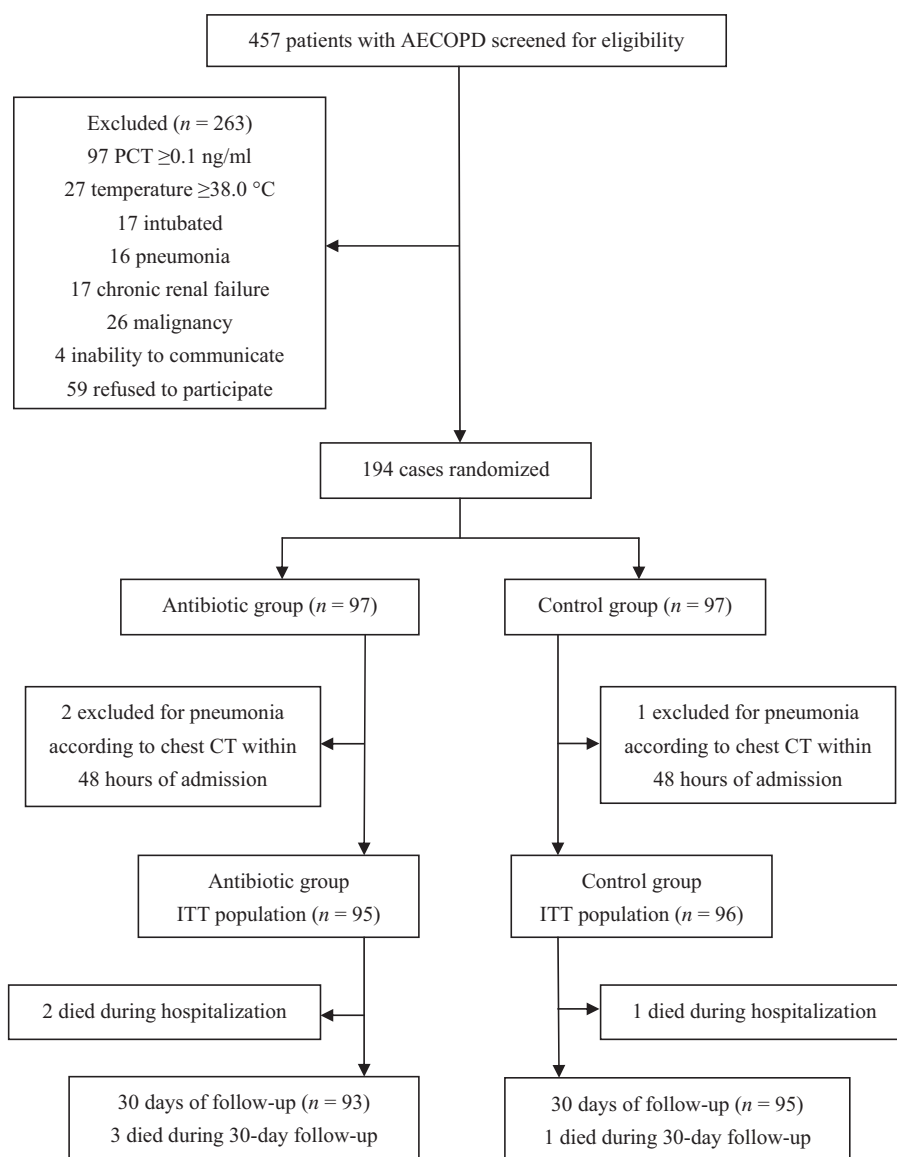 457 patients with AECOPD screened for eligibility
Excluded (n = 263)
97 PCT ≥0.1 ng/ml
27 temperature ≥38.0 °C
17 intubated
16 pneumonia
17 chronic renal failure
26 malignancy
4 inability to communicate
59 refused to participate
194 cases randomized
Antibiotic group (n = 97)
Control group (n = 97)
2 excluded for pneumonia
according to chest CT within
48 hours of admission
1 excluded for pneumonia
according to chest CT within
48 hours of admission
Antibiotic group
ITT population (n = 95)
Control group
ITT population (n = 96)
2 died during hospitalization
1 died during hospitalization
30 days of follow-up (n = 93)
3 died during 30-day follow-up
30 days of follow-up (n = 95)
1 died during 30-day follow-up